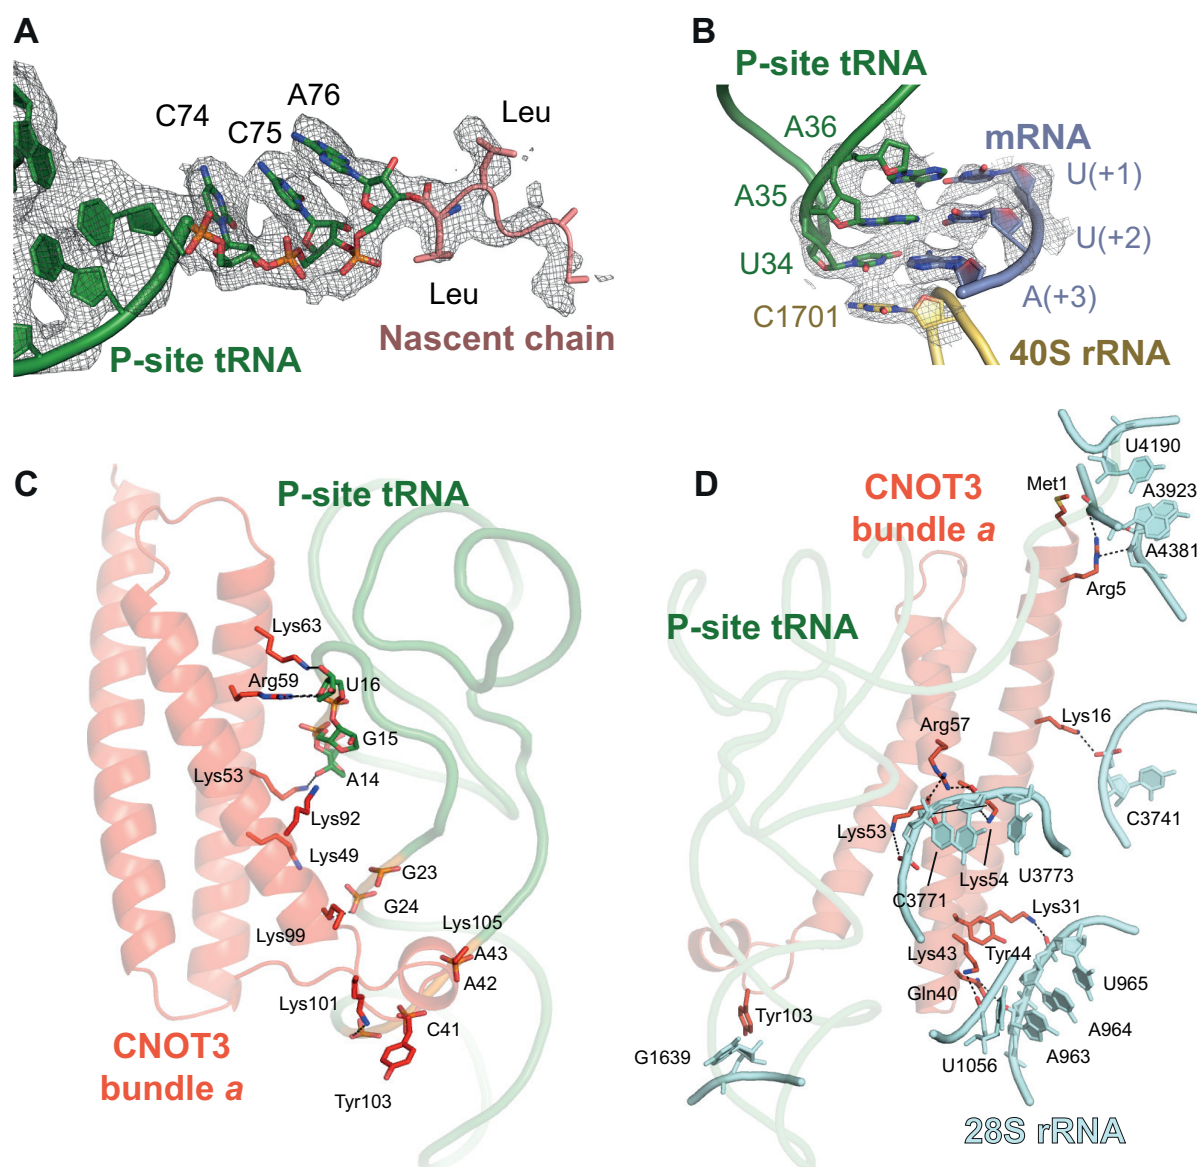 A
C74
C75
A76
Leu
Leu
Nascent chain
P-site tRNA
B
P-site tRNA
A36
mRNA
A35
U(+1)
U34
U(+2)
C1701
A(+3)
40S rRNA
C
P-site tRNA
Lys63
Arg59
U16
G15
Lys53
A14
Lys92
Lys49
G23
G24
Lys99
Lys105
A43
A42
Lys101
C41
Tyr103
CNOT3
bundle a
D
CNOT3
bundle a
U4190
Met1
A3923
A4381
Arg5
P-site tRNA
Arg57
Lys16
Lys53
C3741
Lys54
U3773
C3771
Lys31
Lys43
Tyr44
Gln40
U965
Tyr103
A964
G1639
A963
U1056
28S rRNA